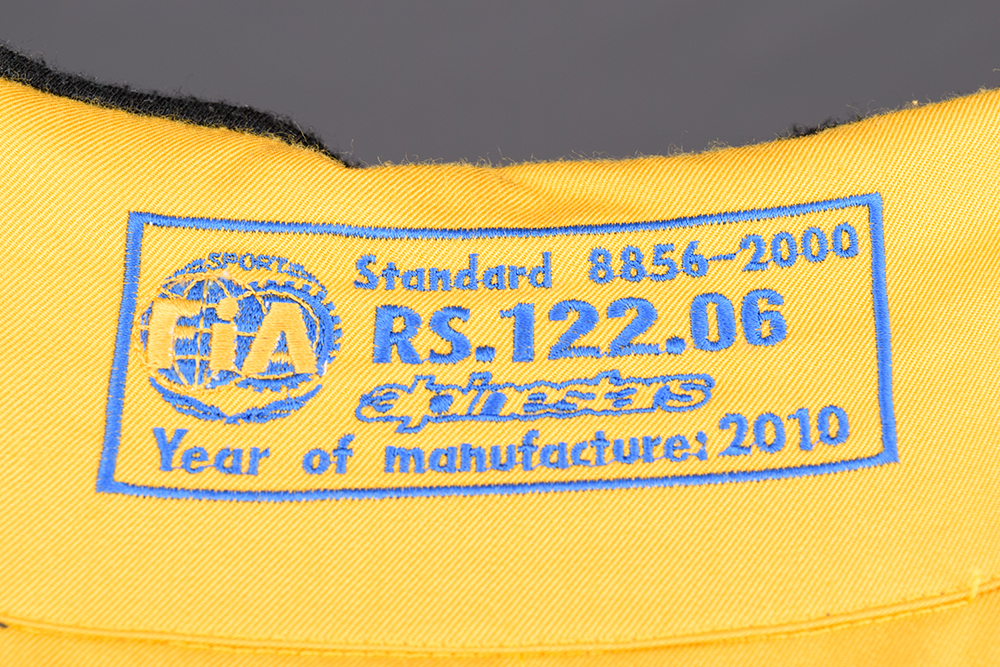 SPORT
FiA
Standard 8856-2000
RS.122.06
alpinestars
Year of manufacture: 2010